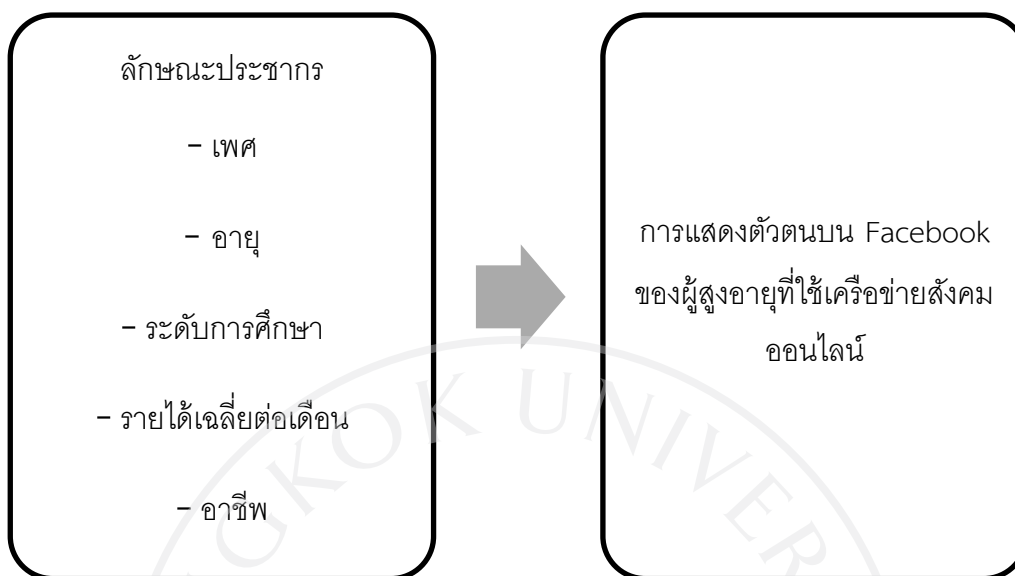 ลักษณะประชากร
- เพศ
- อายุ
- ระดับการศึกษา
- รายได้เฉลี่ยต่อเดือน
- อาชีพ
การแสดงตัวตนบน Facebook
ของผู้สูงอายุที่ใช้เครือข่ายสังคม
ออนไลน์
GKOK UNIVER